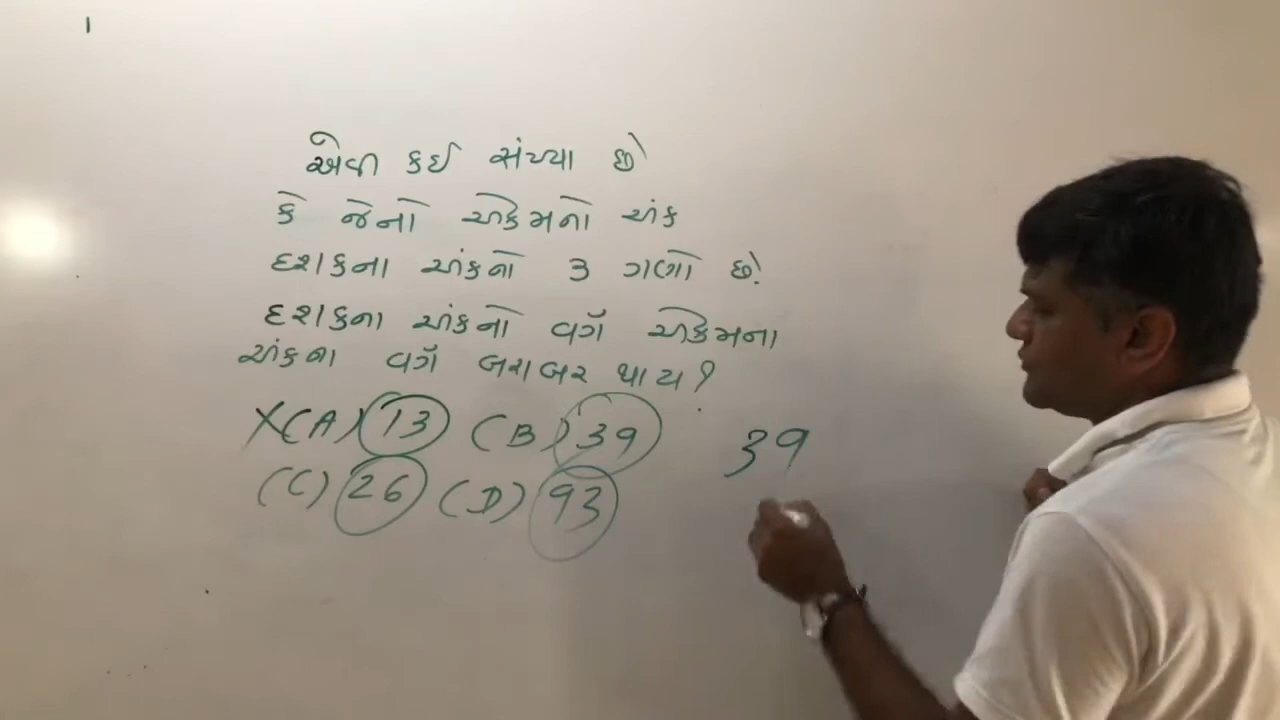 એવી કઈ સંખ્યા છે
કે જેનો એકમનો અંક
દશકના અંકનો 3 ગણો છે.
દશકના અંકનો વર્ગ એકમના
અંકના વર્ગ બરાબર થાય?
X(A) 13 (B) 39 39
(C) 26 (D) 93